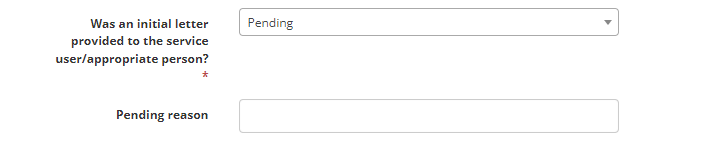 Was an initial letter
provided to the service
user/appropriate person?
*
Pending
Pending reason